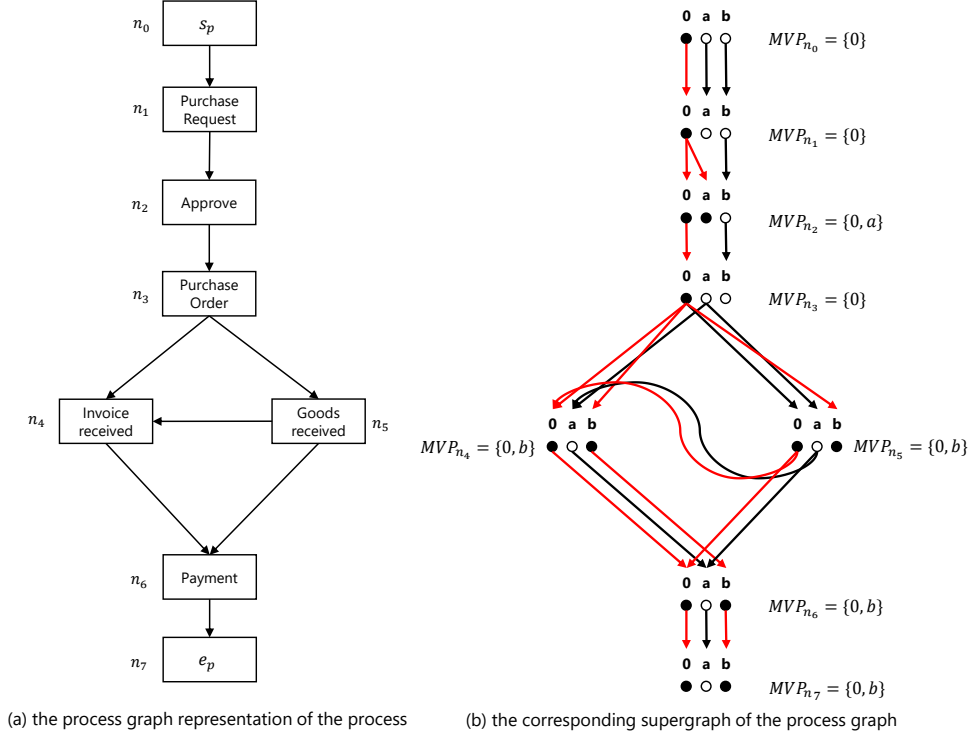 n₀
sₚ
n₁
Purchase
Request
n₂
Approve
n₃
Purchase
Order
n₄
Invoice
received
Goods
received
n₅
n₆
Payment
n₇
eₚ
(a) the process graph representation of the process
0 a b
MVPₙ₀ = {0}
0 a b
MVPₙ₁ = {0}
0 a b
MVPₙ₂ = {0, a}
0 a b
MVPₙ₃ = {0}
0 a b
MVPₙ₄ = {0, b}
0 a b
MVPₙ₅ = {0, b}
0 a b
MVPₙ₆ = {0, b}
0 a b
MVPₙ₇ = {0, b}
(b) the corresponding supergraph of the process graph